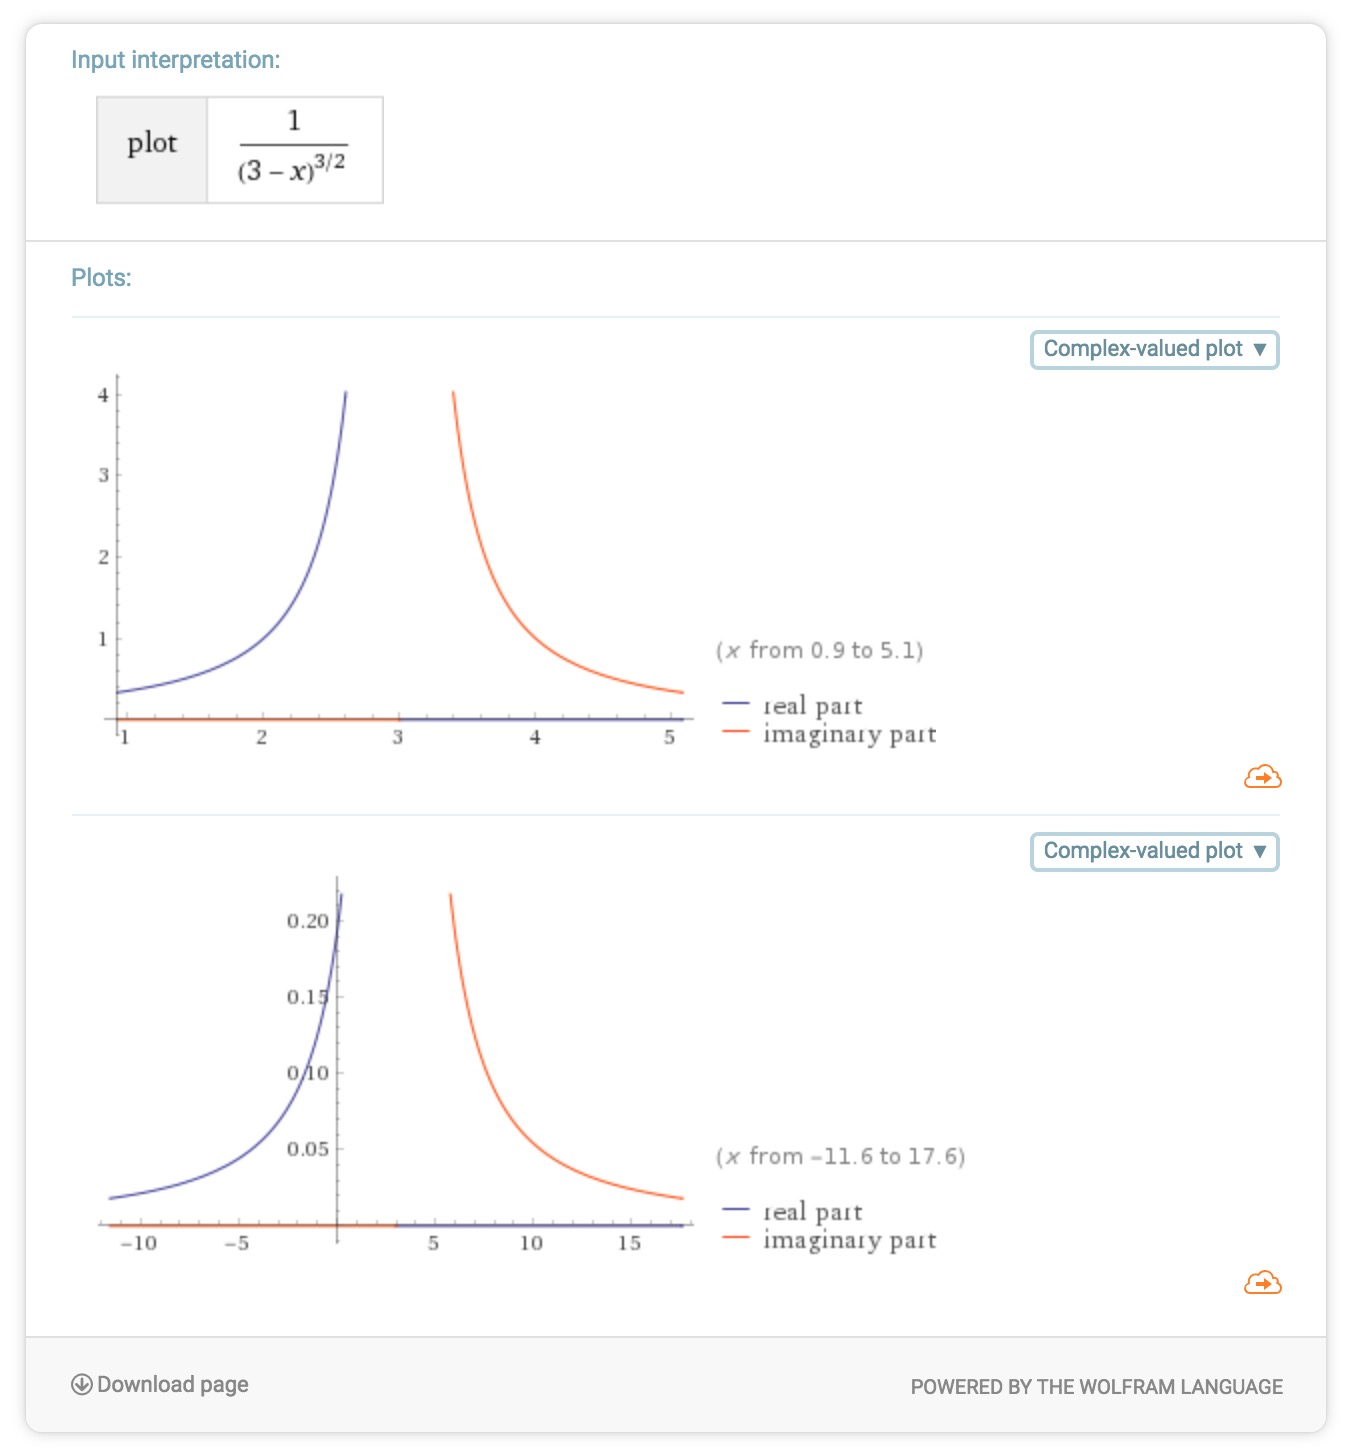 Input interpretation:
plot
1
(3 – x)^3/2
Plots:
Complex-valued plot ▼
4
3
2
1
1 2 3 4 5
(x from 0.9 to 5.1)
real part
imaginary part
Complex-valued plot ▼
0.20
0.15
0.10
0.05
−10 −5 5 10 15
(x from −11.6 to 17.6)
real part
imaginary part
Download page
POWERED BY THE WOLFRAM LANGUAGE